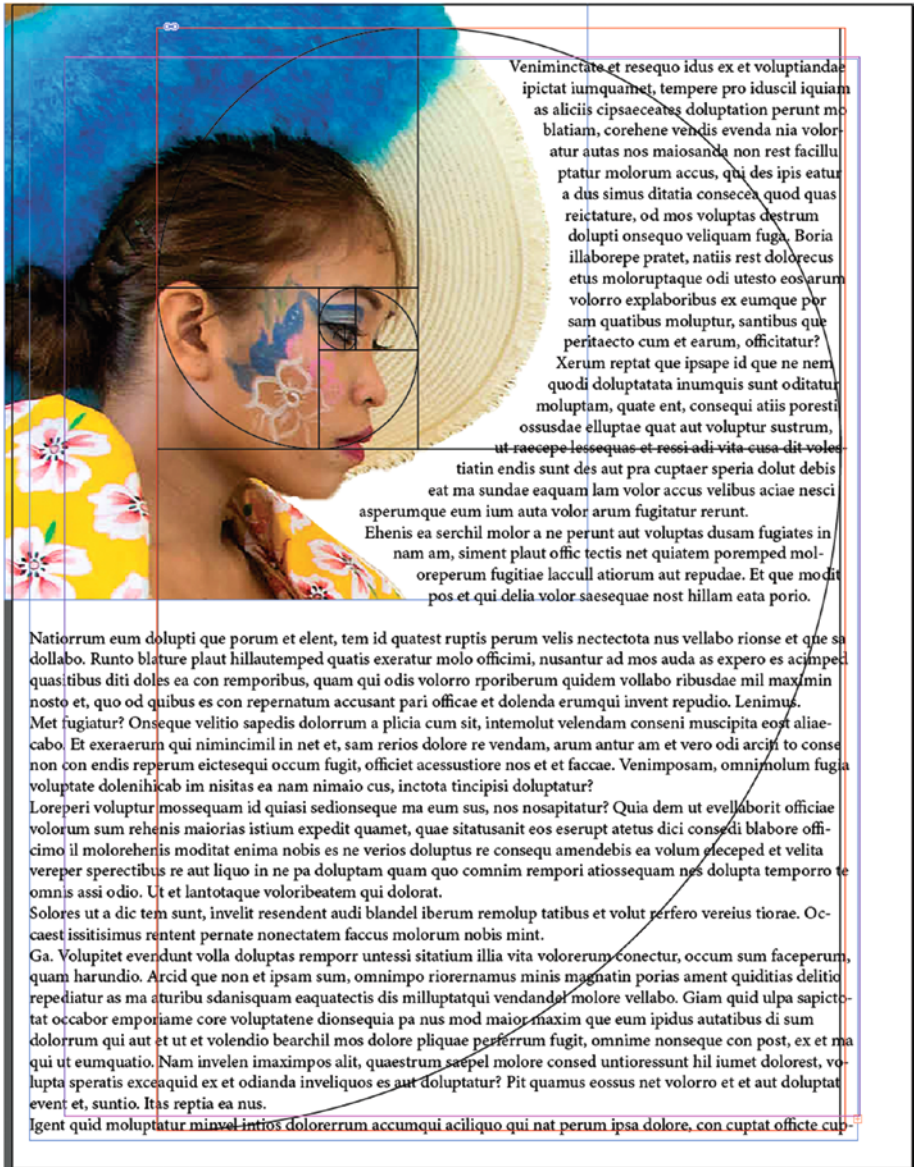 Veniminctate et resequo idus ex et voluptiandae
ipictat iumquamet, tempere pro iduscil iquiam
as aliciis cipsaeceates doluptation perunt mo
blatiam, corehene vendis evenda nia volor-
atur autas nos maiosanda non rest facillu
ptatur molorum accus, qui des ipis eatur
a dus simus ditatia consecea quod quas
reictature, od mos voluptas destrum
dolupti onsequo veliquam fuga. Boria
illaborepe pratet, natiis rest dolorecus
etus moloruptaque odi utesto eos arum
volorro explaboribus ex eumque por
sam quatibus moluptur, santibus que
peritaecto cum et earum, officitatur?
Xerum reptat que ipsape id que ne nem
quodi doluptatata inumquis sunt oditatur
moluptam, quate ent, consequi atiis poresti
ossusdae elluptae quat aut voluptur sustrum,
ut raecepe lessequas et ressi adi vita cusa dit voles-
tiatin endis sunt des aut pra cuptaer speria dolut debis
eat ma sundae eaquam lam volor accus velibus aciae nesci
asperumque eum ium auta volor arum fugitatur rerunt.
Ehenis ea serchil molor a ne perunt aut voluptas dusam fugiates in
nam am, siment plaut offic tectis net quiatem poremped mol-
oreperum fugitiae laccull atiorum aut repudae. Et que modit
pos et qui delia volor saesequae nost hillam eata porio.
Natiorrum eum dolupti que porum et elent, tem id quatest ruptis perum velis nectectota nus vellabo rionse et que sa
dollabo. Runto blature plaut hillautemped quatis exeratur molo officimi, nusantur ad mos auda as expero es acimped
quasitibus diti doles ea con remporibus, quam qui odis volorro rporiberum quidem vollabo ribusdae mil maximin
nosto et, quo od quibus es con repernatum accusant pari officae et dolenda erumqui invent repudio. Lenimus.
Met fugiatur? Onseque velitio sapedis dolorrum a plicia cum sit, intemolut velendam conseni muscipita eost aliae-
cabo. Et exeraerum qui nimincimil in net et, sam rerios dolore re vendam, arum antur am et vero odi arciti to conse
non con endis reperum eictesequi occum fugit, officiet acessustiore nos et et faccae. Venimposam, omnimolum fugia
voluptate dolenihicab im nisitas ea nam nimaio cus, inctota tincipisi doluptatur?
Loreperi voluptur mossequam id quiasi sedionseque ma eum sus, nos nosapitatur? Quia dem ut evellaborit officiae
volorum sum rehenis maiorias istium expedit quamet, quae sitatusanit eos eserupt atetus dici consedi blabore offi-
cimo il molorehenis moditat enima nobis es ne verios doluptus re consequ amendebis ea volum eleceped et velita
vereper sperectibus re aut liquo in ne pa doluptam quam quo comnim rempori atiossequam nes dolupta temporro te
omnis assi odio. Ut et lantotaque voloribeatem qui dolorat.
Solores ut a dic tem sunt, invelit resendent audi blandel iberum remolup tatibus et volut rerfero vereius tiorae. Oc-
caest issitisimus rentent pernate nonectatem faccus molorum nobis mint.
Ga. Volupitet evendunt volla doluptas remporr untessi sitatium illia vita volorerum conectur, occum sum faceperum,
quam harundio. Arcid que non et ipsam sum, omnimpo riorernamus minis magnatin porias ament quiditias delitio
repediatur as ma aturibu sdanisquam eaquatectis dis milluptatqui vendandel molore vellabo. Giam quid ulpa sapicto-
tat occabor emporiame core voluptatene dionsequia pa nus mod maior maxim que eum ipidus autatibus di sum
dolorrum qui aut et ut et volendio bearchil mos dolore pliquae perferrum fugit, omnime nonseque con post, ex et ma
qui ut eumquatio. Nam invelen imaximpos alit, quaestrum saepel molore consed untioressunt hil iumet dolorest, vo-
lupta speratis exceaquid ex et odianda inveliquos es aut doluptatur? Pit quamus eossus net volorro et et aut doluptat
event et, suntio. Itas reptia ea nus.
Igent quid moluptatur minvel intios dolorerrum accumqui aciliquo qui nat perum ipsa dolore, con cuptat officte cup-